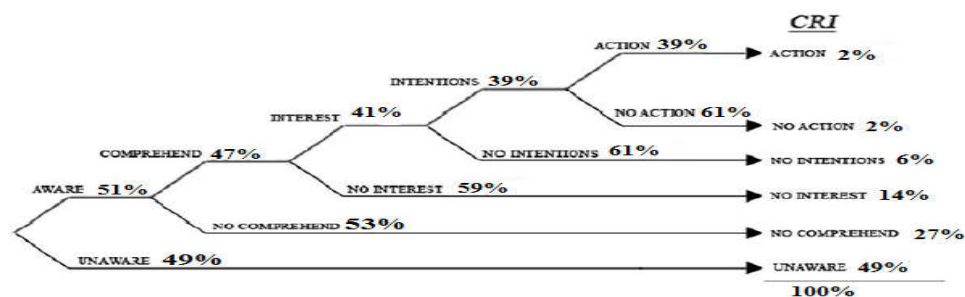 CRI
ACTION 39%
ACTION 2%
INTENTIONS 39%
INTEREST 41%
NO ACTION 61%
NO ACTION 2%
COMPREHEND 47%
NO INTENTIONS 61%
NO INTENTIONS 6%
AWARE 51%
NO INTEREST 59%
NO INTEREST 14%
NO COMPREHEND 53%
NO COMPREHEND 27%
UNAWARE 49%
UNAWARE 49%
100%